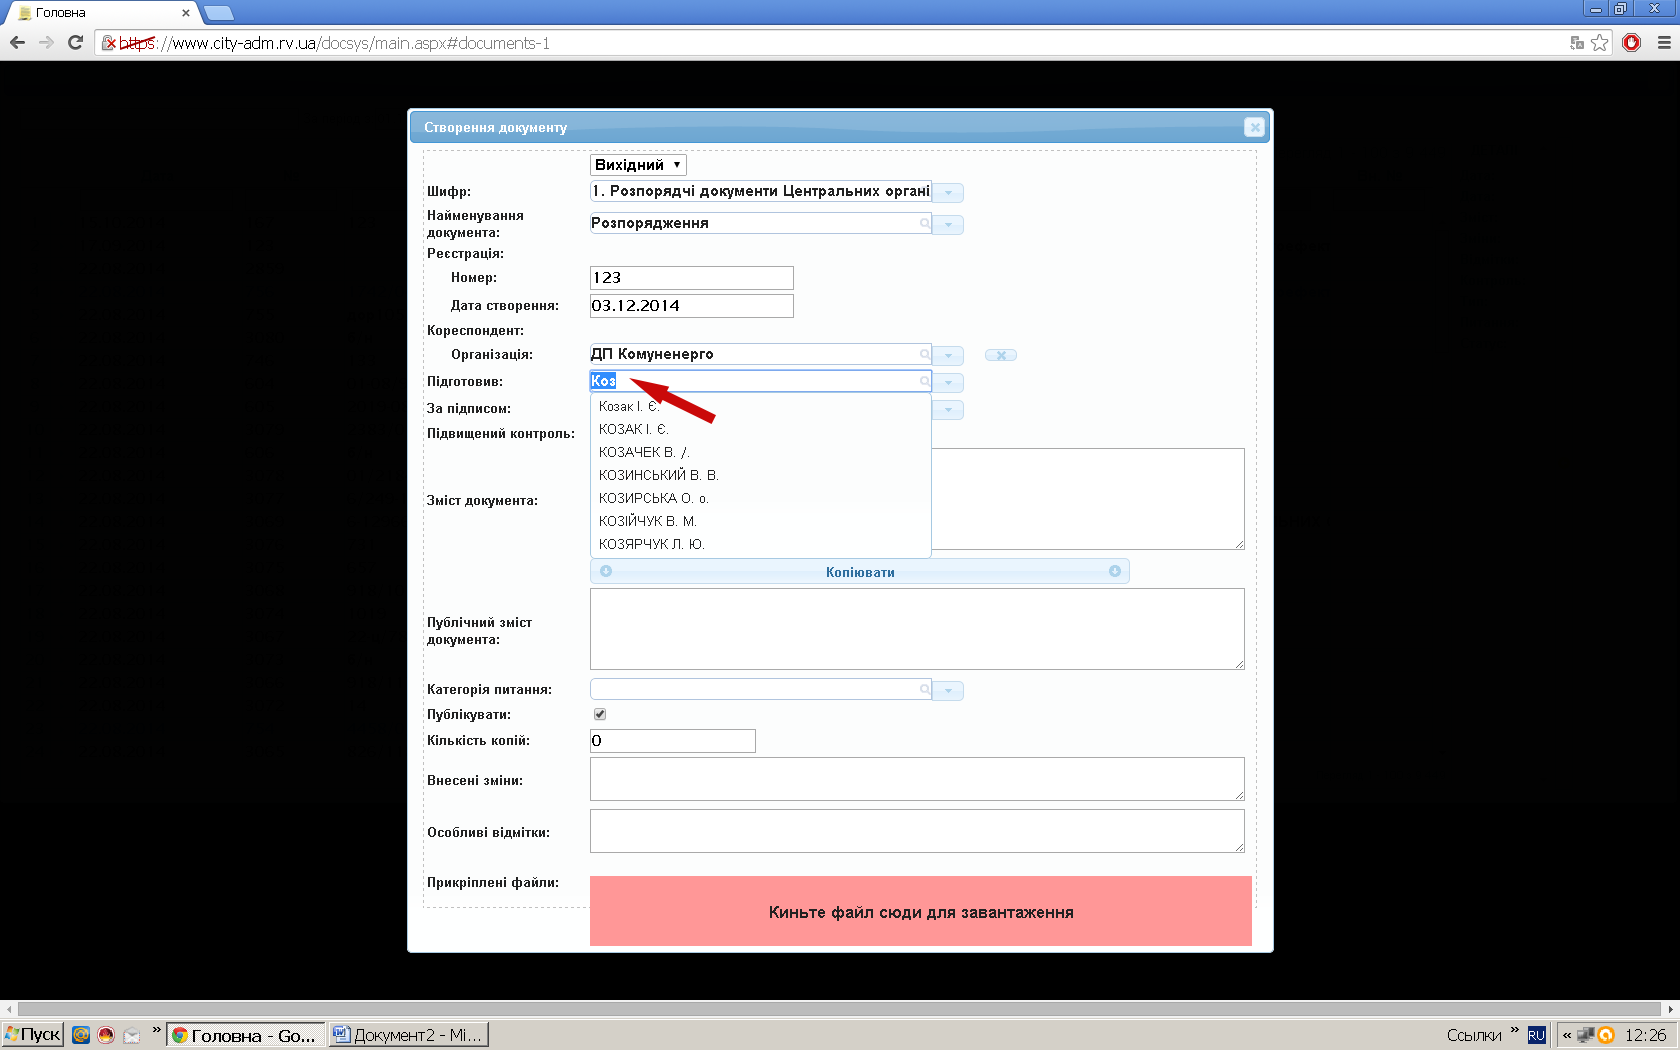 Головна
https://www.city-adm.rv.ua/docsys/main.aspx#documents-1
Створення документу
Вихідний
Шифр:
1. Розпорядчі документи Центральних органі
Найменування
документа:
Розпорядження
Реєстрація:
Номер:
123
Дата створення:
03.12.2014
Кореспондент:
Організація:
ДП Комуненерго
Підготовив:
Коз
За підписом:
Козак І. Є.
КОЗАК І. Є.
Підвищений контроль:
КОЗАЧЕК В. /.
КОЗИНСЬКИЙ В. В.
Зміст документа:
КОЗИРСЬКА О. о.
КОЗІЙЧУК В. М.
КОЗЯРЧУК Л. Ю.
Копіювати
Публічний зміст
документа:
Категорія питання:
Публікувати:
Кількість копій:
0
Внесені зміни:
Особливі відмітки:
Прикріплені файли:
Киньте файл сюди для завантаження
Пуск
»
Головна - Go...
Документ2 - Mi...
Ссылки
»
RU
«
12:26